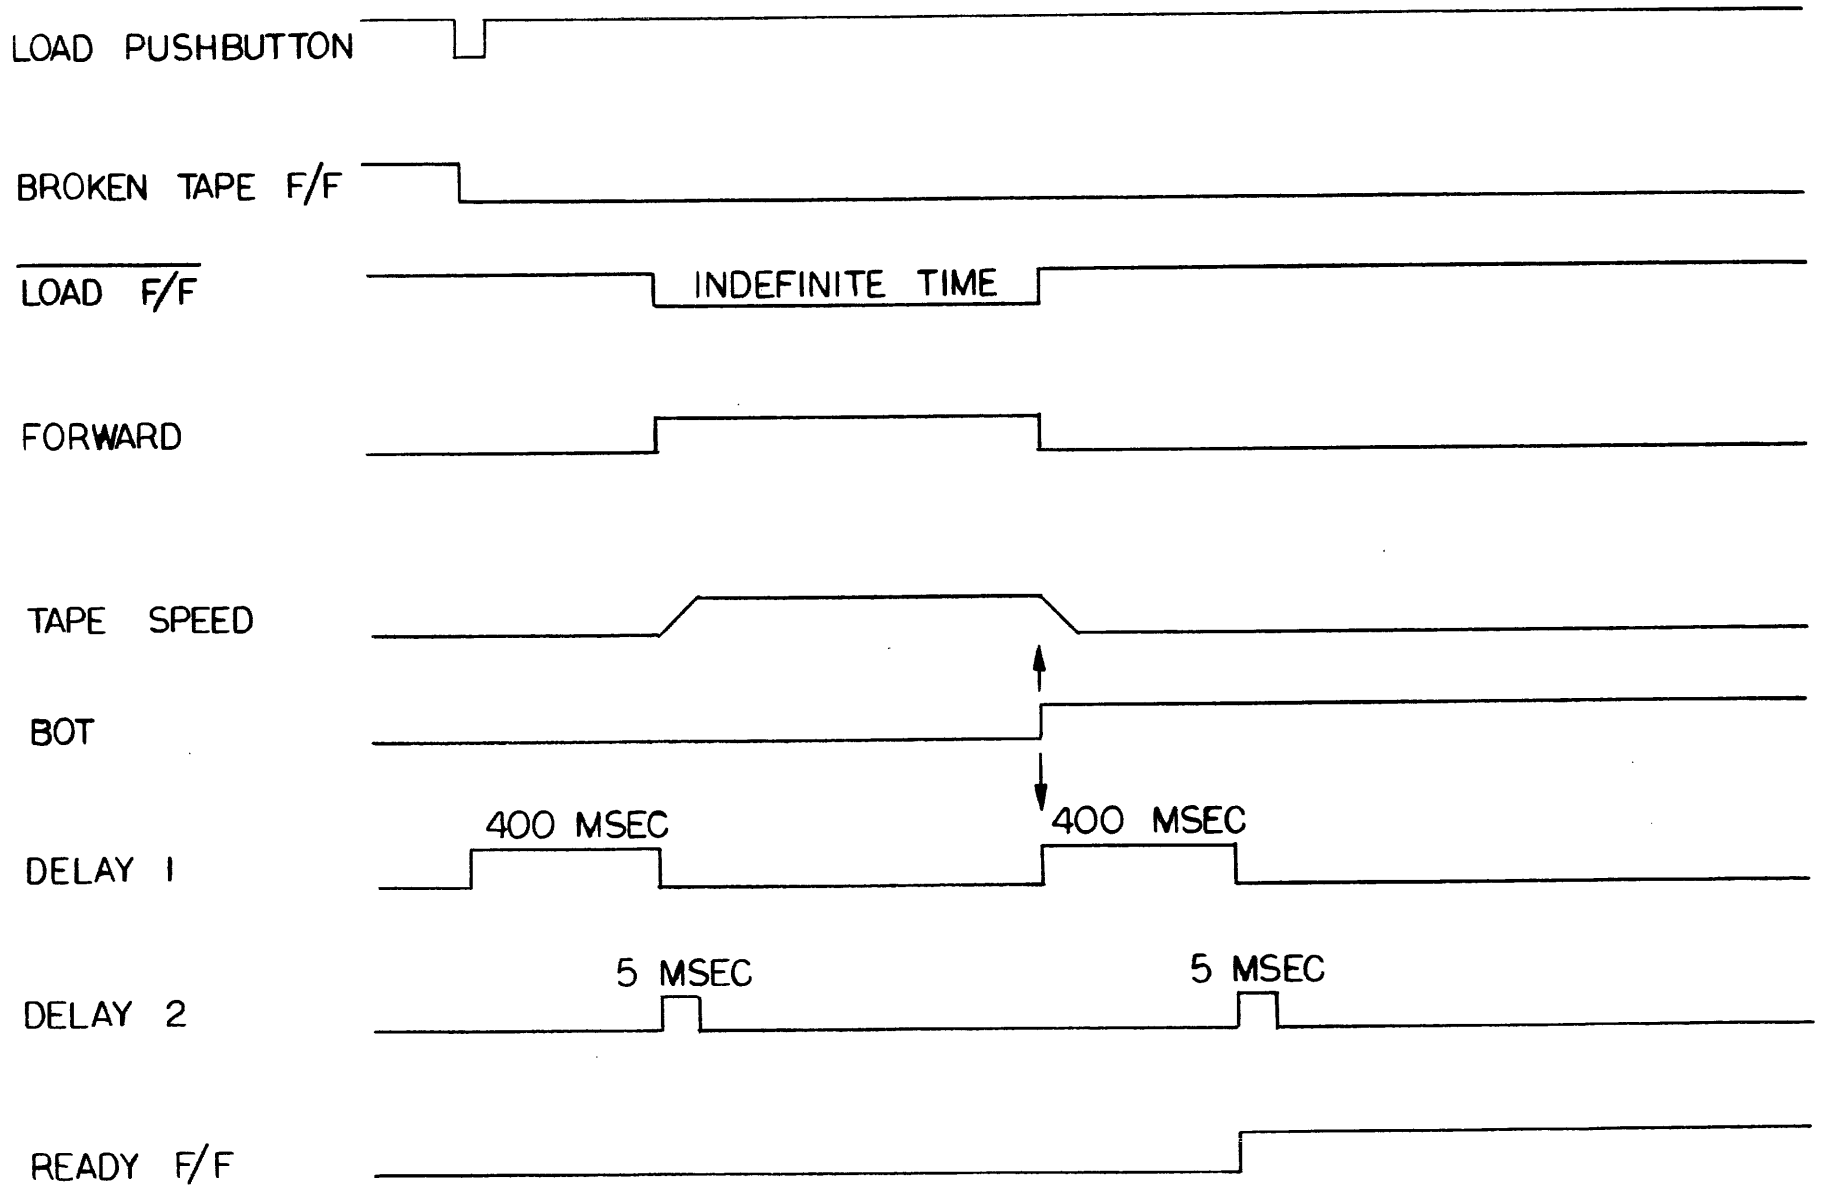 LOAD PUSHBUTTON
BROKEN TAPE F/F
LOAD F/F
INDEFINITE TIME
FORWARD
TAPE SPEED
BOT
400 MSEC
400 MSEC
DELAY 1
5 MSEC
5 MSEC
DELAY 2
READY F/F